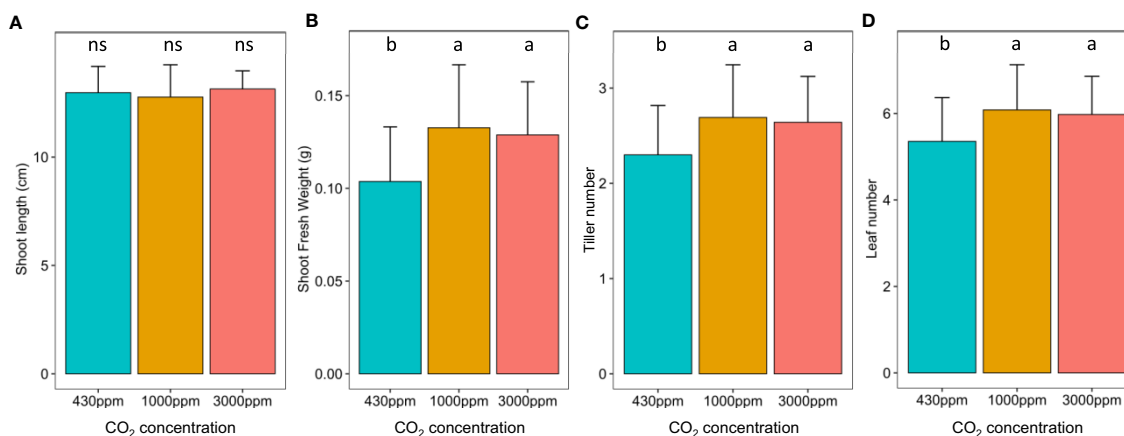 A
ns ns ns
Shoot length (cm)
10
5
0
430ppm 1000ppm 3000ppm
CO₂ concentration
B
b a a
Shoot Fresh Weight (g)
0.15
0.10
0.05
0.00
430ppm 1000ppm 3000ppm
CO₂ concentration
C
b a a
Tiller number
3
2
1
0
430ppm 1000ppm 3000ppm
CO₂ concentration
D
b a a
Leaf number
6
4
2
0
430ppm 1000ppm 3000ppm
CO₂ concentration